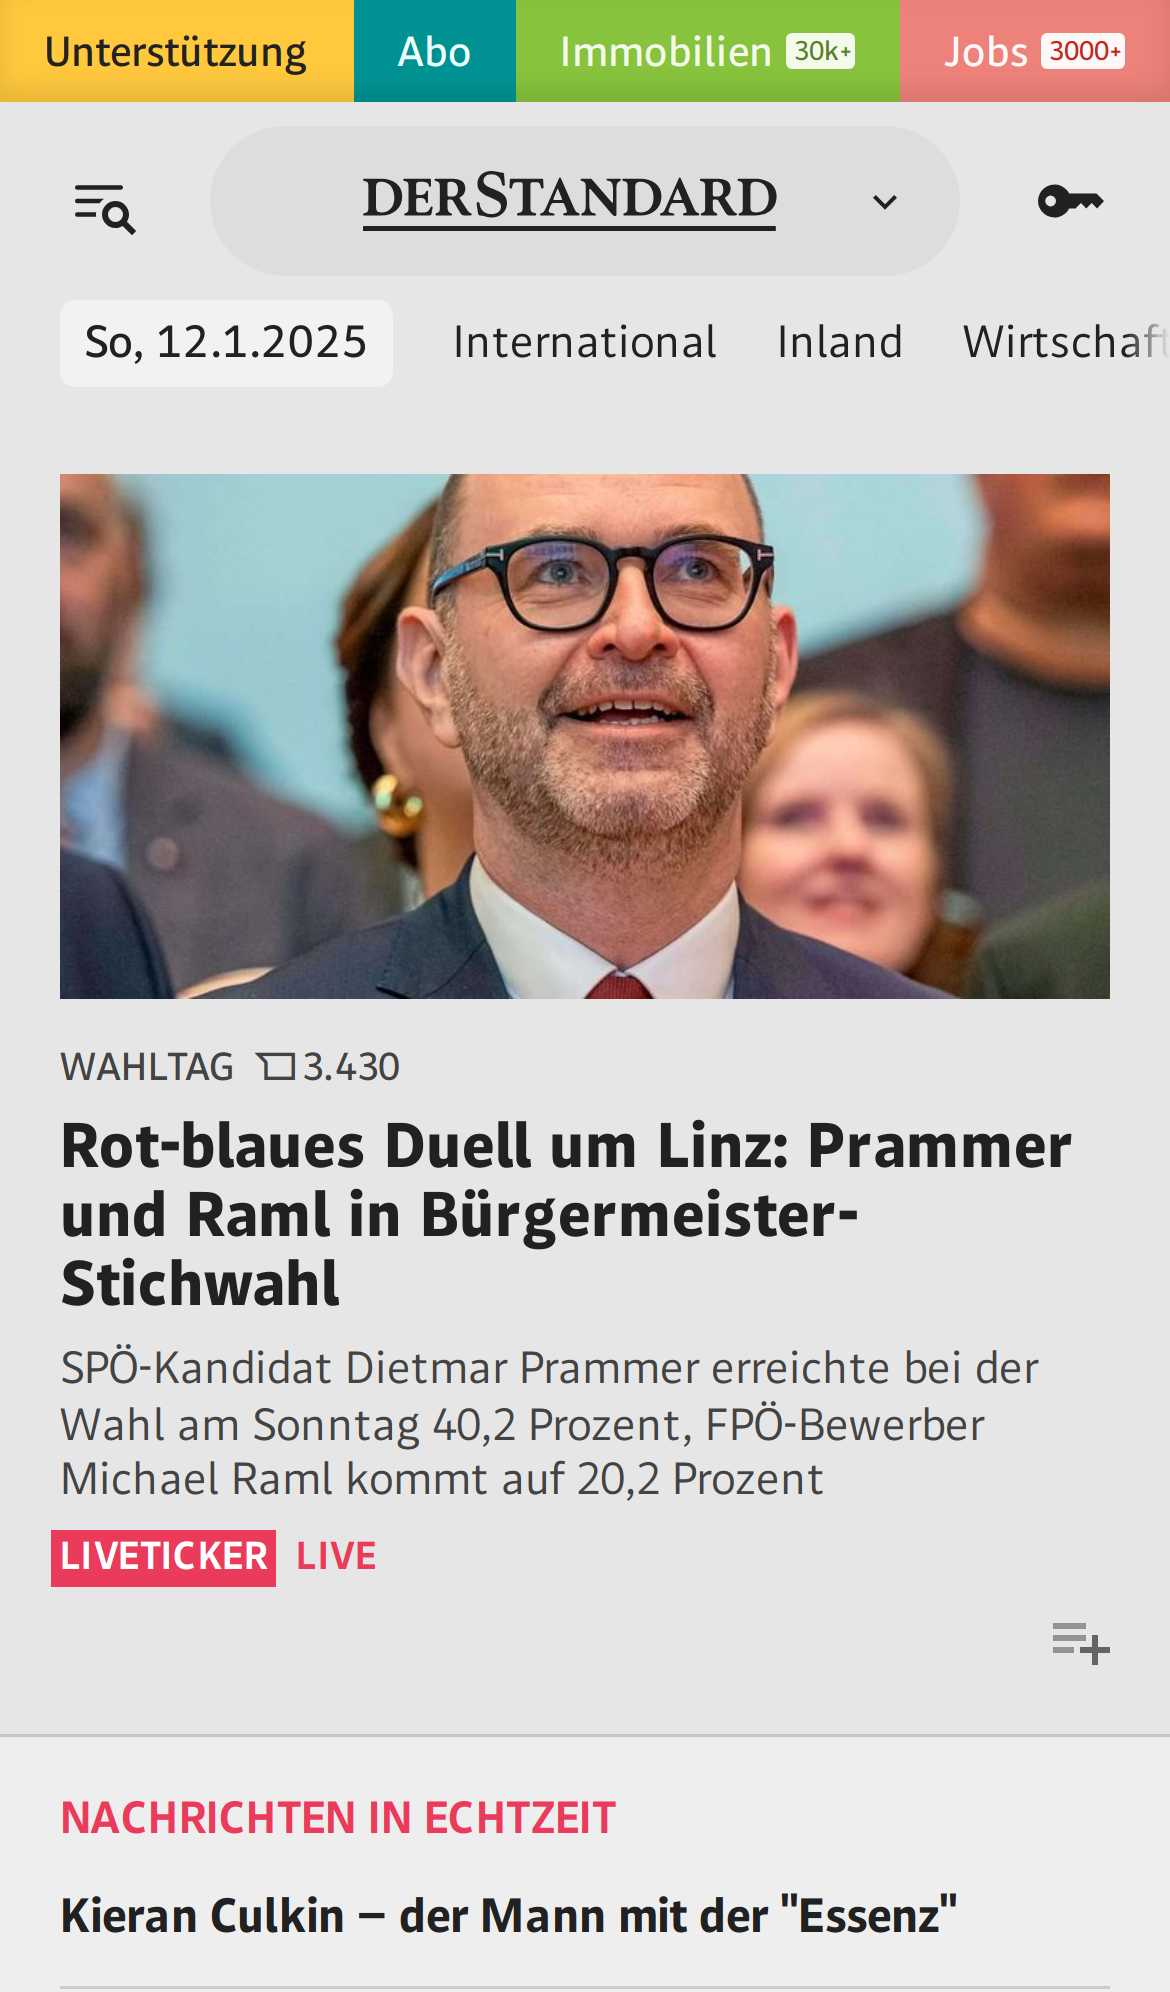 Unterstützung
Abo
Immobilien 30k+
Jobs 3000+
DERSTANDARD
So, 12.1.2025
International
Inland
Wirtschaft
WAHLTAG 3.430
Rot-blaues Duell um Linz: Prammer
und Raml in Bürgermeister-
Stichwahl
SPÖ-Kandidat Dietmar Prammer erreichte bei der
Wahl am Sonntag 40,2 Prozent, FPÖ-Bewerber
Michael Raml kommt auf 20,2 Prozent
LIVETICKER LIVE
NACHRICHTEN IN ECHTZEIT
Kieran Culkin – der Mann mit der "Essenz"